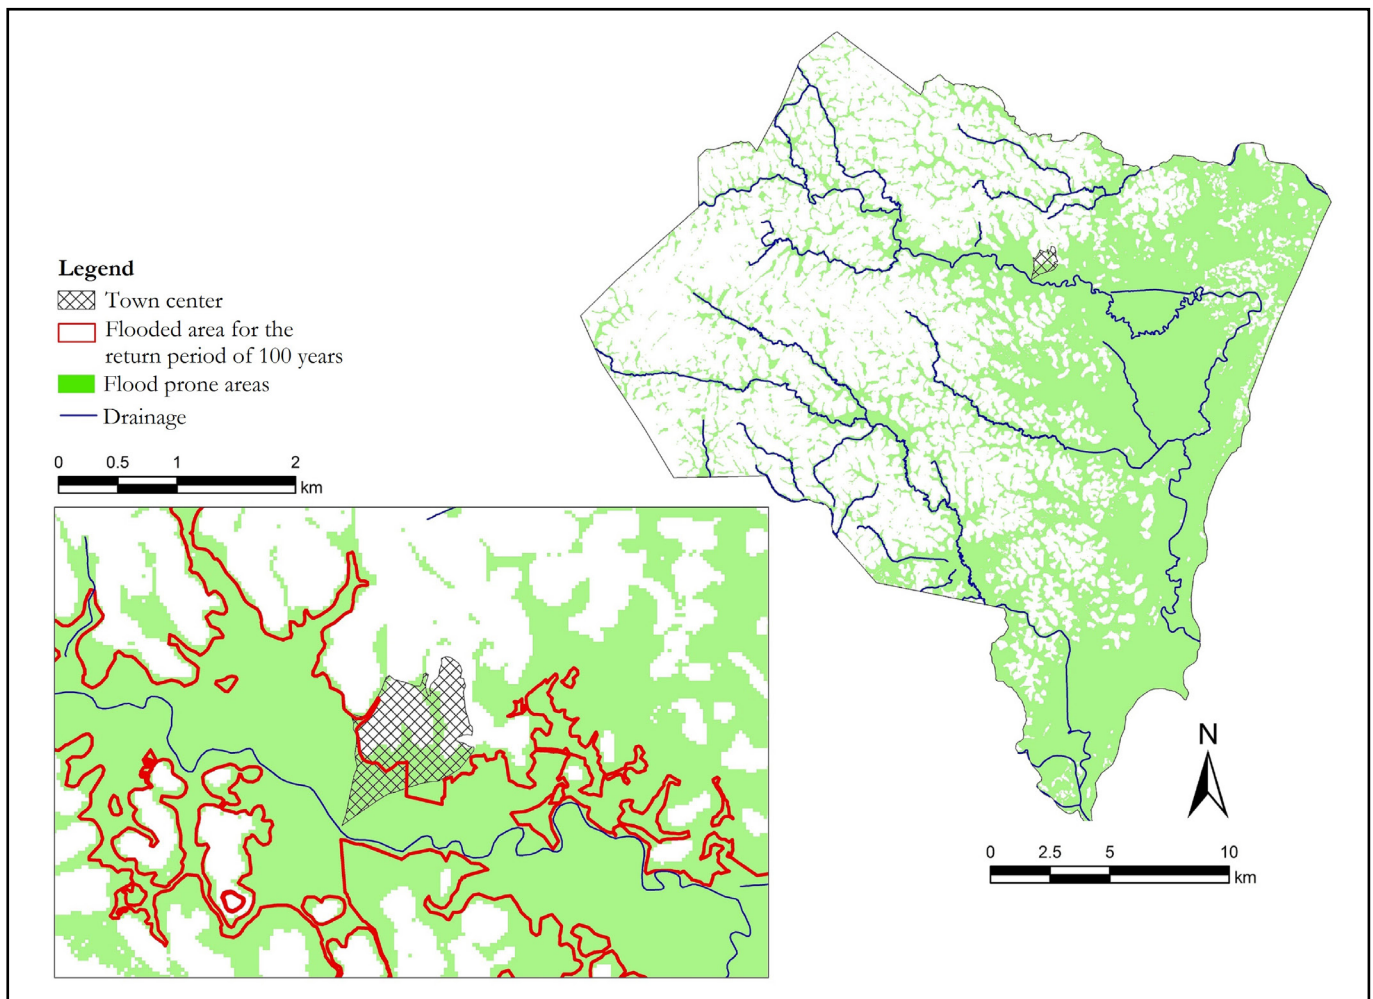 Legend
Town center
Flooded area for the
return period of 100 years
Flood prone areas
Drainage
0 0.5 1 2
km
N
0 2.5 5 10
km